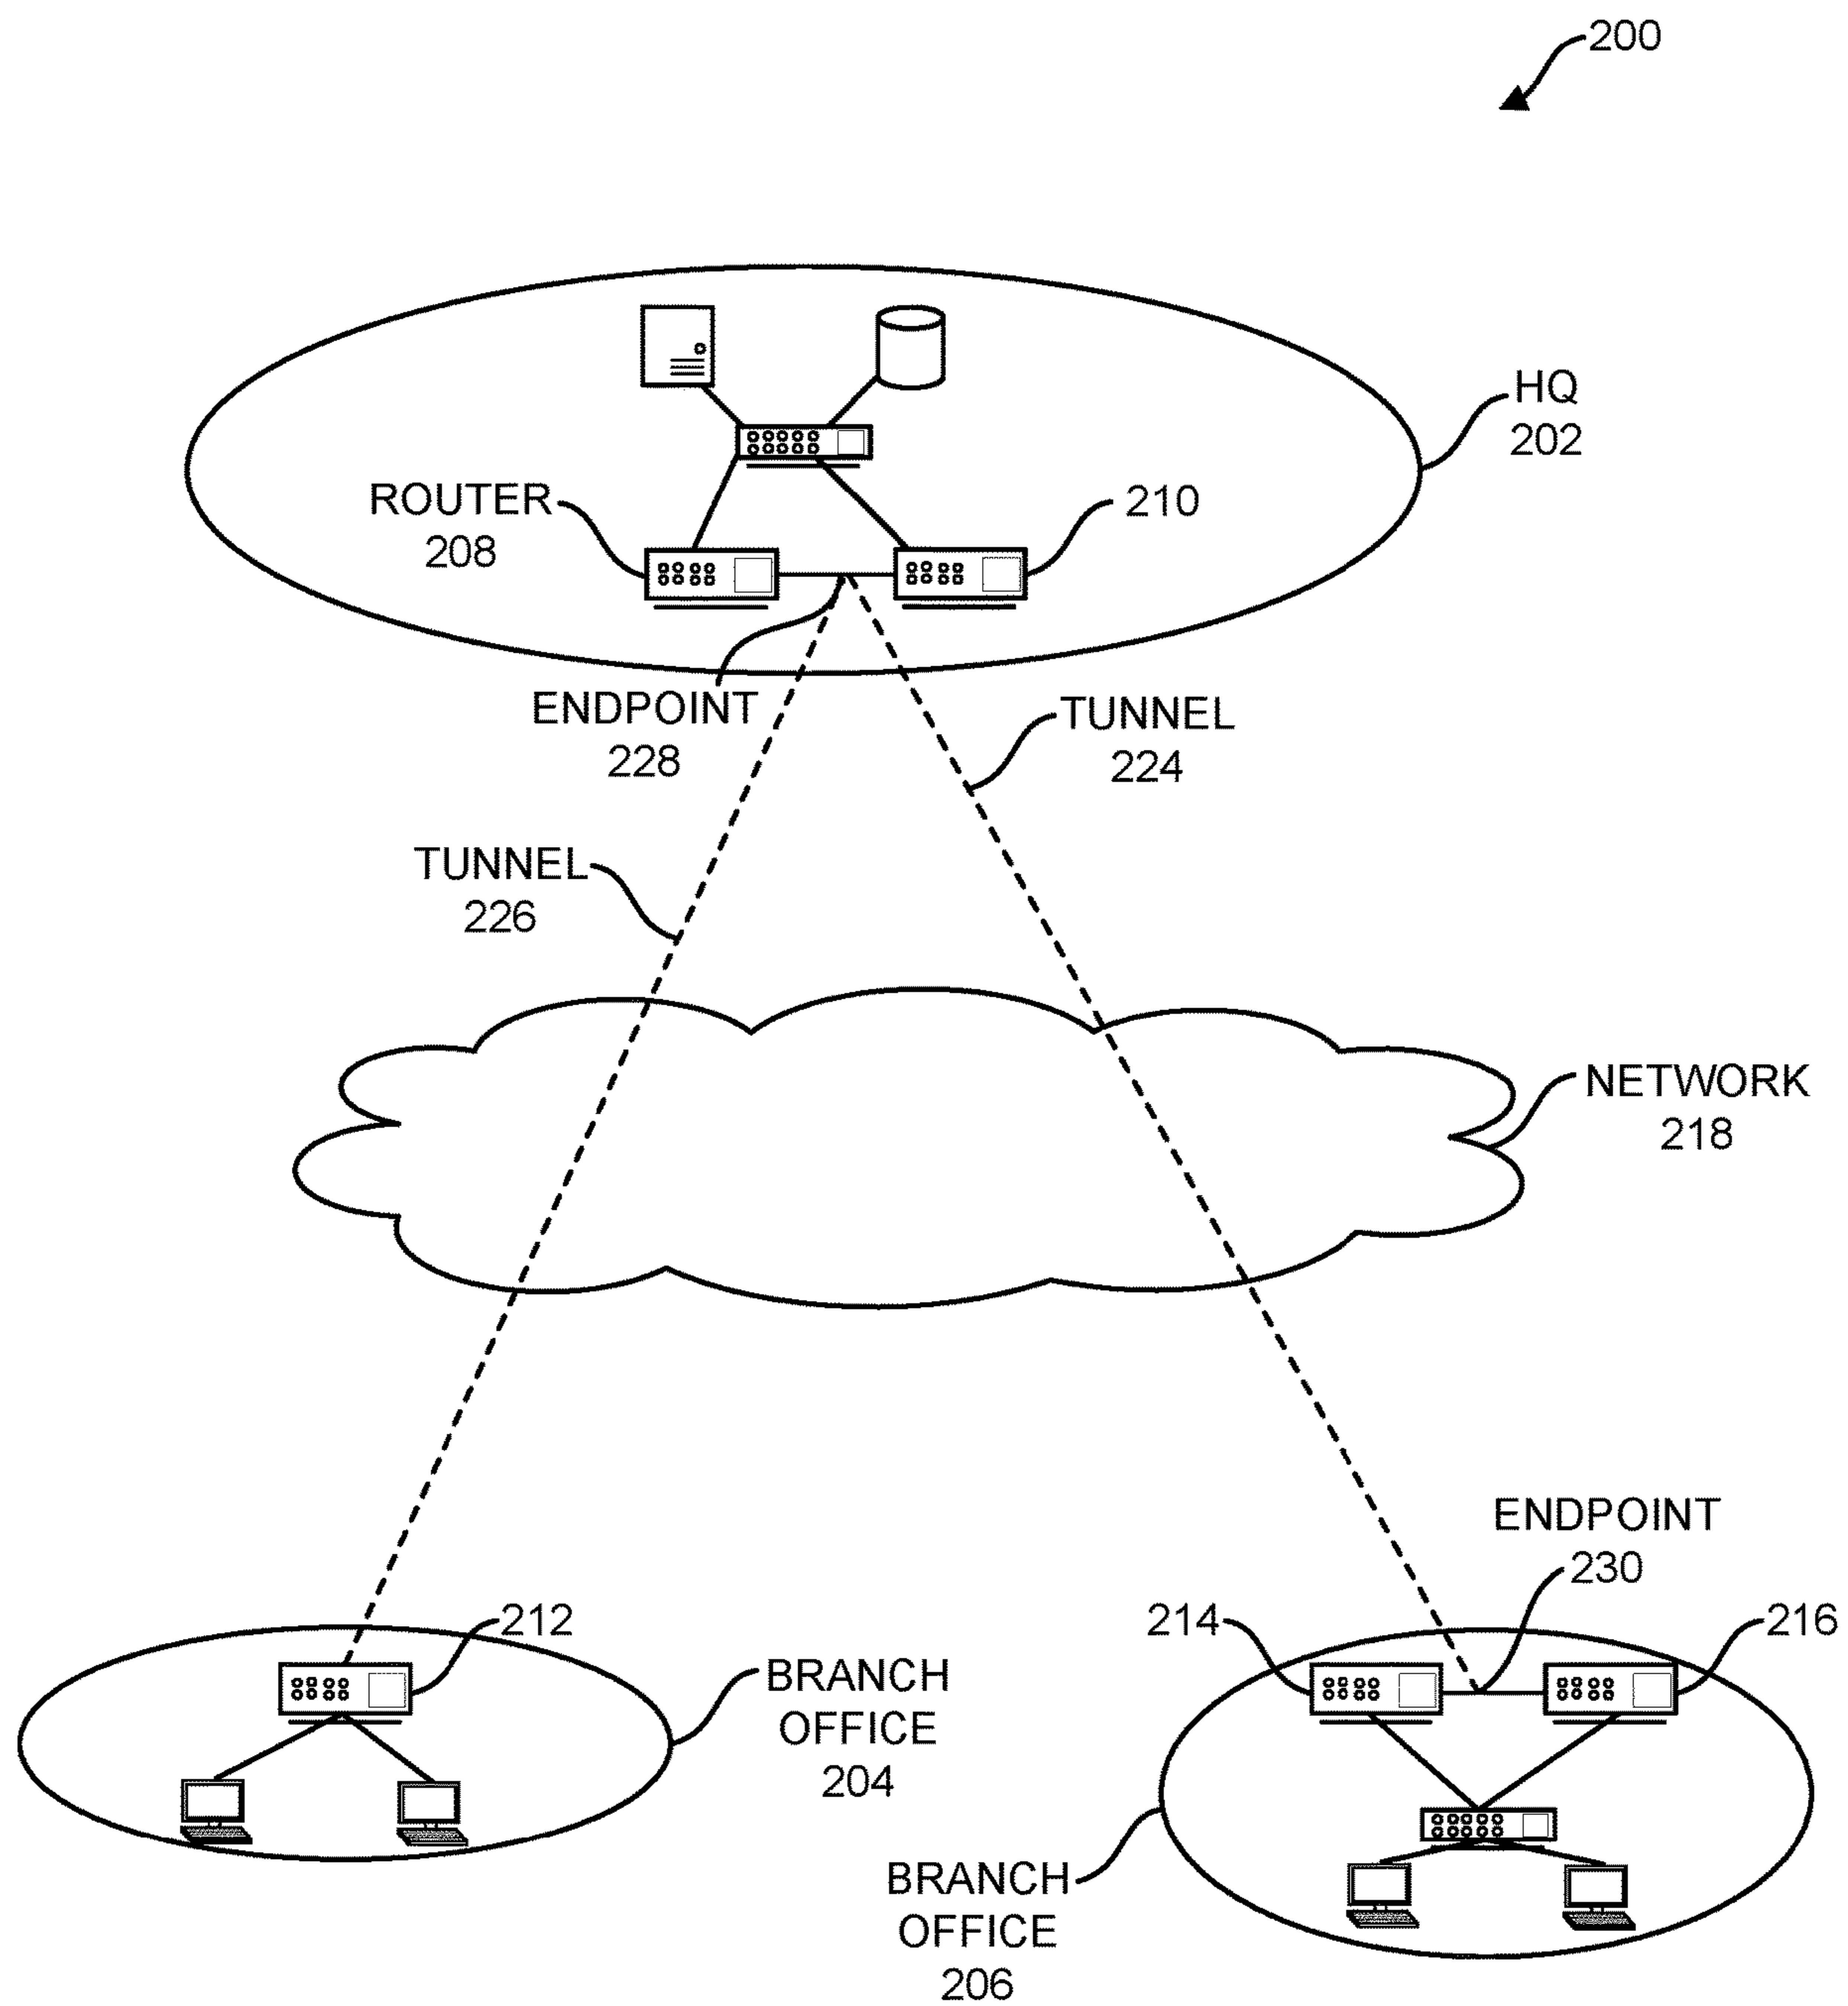 200
HQ
202
ROUTER
208
210
ENDPOINT
228
TUNNEL
224
TUNNEL
226
NETWORK
218
ENDPOINT
230
212
214
216
BRANCH
OFFICE
204
BRANCH
OFFICE
206